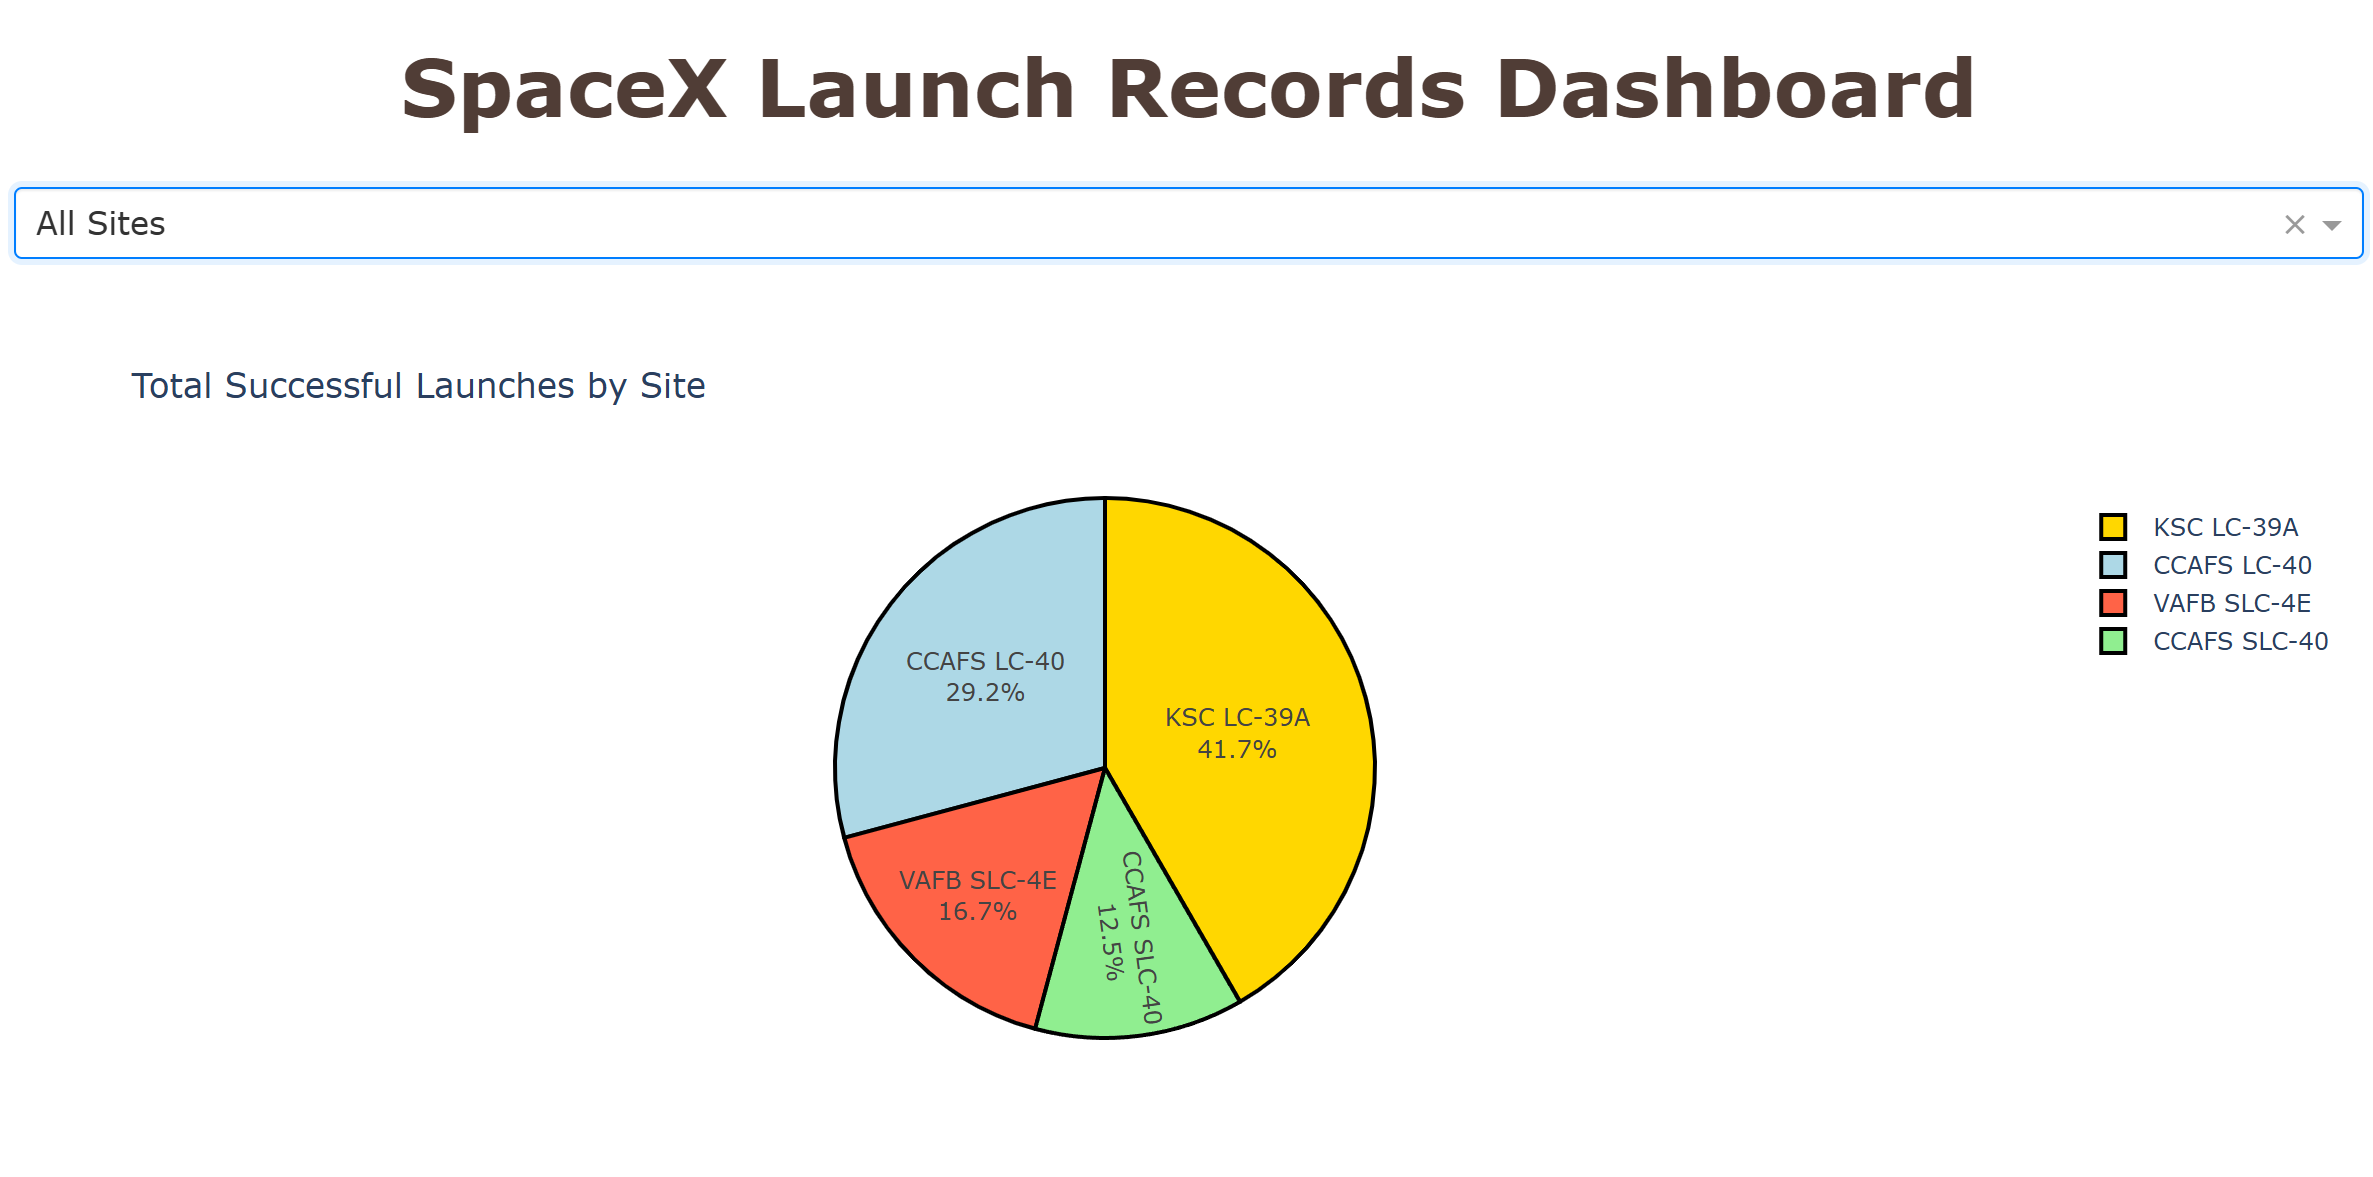 SpaceX Launch Records Dashboard
All Sites
Total Successful Launches by Site
CCAFS LC-40
29.2%
KSC LC-39A
41.7%
VAFB SLC-4E
16.7%
CCAFS SLC-40
12.5%
KSC LC-39A
CCAFS LC-40
VAFB SLC-4E
CCAFS SLC-40